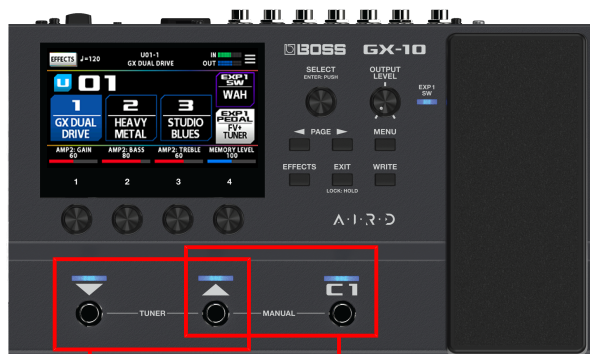 BOSS GX-10
EFFECTS ♩=120 U01-1 GX DUAL DRIVE IN OUT
U 01
EXP1 SW WAH
1 GX DUAL DRIVE
2 HEAVY METAL
3 STUDIO BLUES
EXP1 PEDAL FV+ TUNER
AMP2: GAIN 60
AMP2: BASS 80
AMP2: TREBLE 60
MEMORY LEVEL 100
1 2 3 4
SELECT
ENTER: PUSH
OUTPUT
LEVEL
EXP 1
SW
PAGE
MENU
EFFECTS EXIT WRITE
LOCK: HOLD
A·I·R·D
C1
TUNER MANUAL